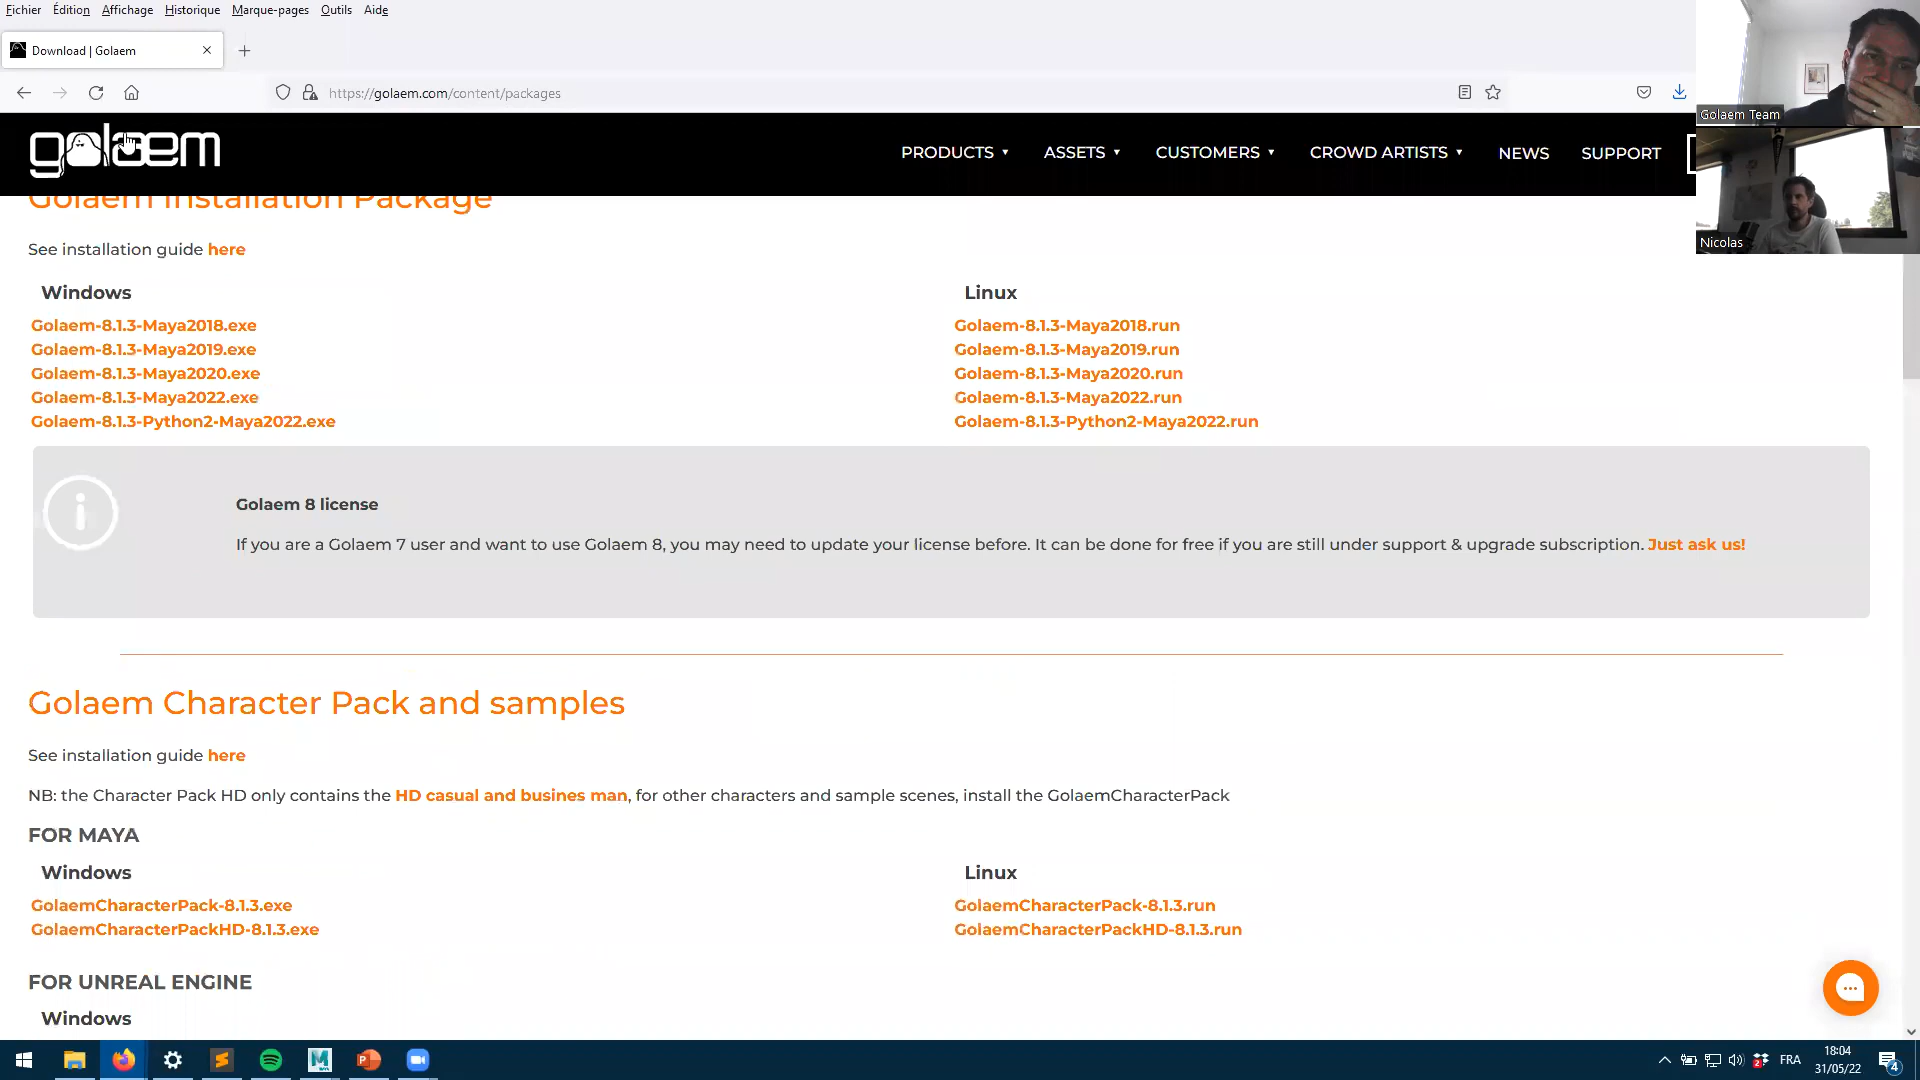 Fichier Édition Affichage Historique Marque-pages Outils Aide
Download | Golaem
https://golaem.com/content/packages
golaem
PRODUCTS ASSETS CUSTOMERS CROWD ARTISTS NEWS SUPPORT
Golaem Team
Nicolas
Golaem Installation Package
See installation guide here
Windows
Golaem-8.1.3-Maya2018.exe
Golaem-8.1.3-Maya2019.exe
Golaem-8.1.3-Maya2020.exe
Golaem-8.1.3-Maya2022.exe
Golaem-8.1.3-Python2-Maya2022.exe
Linux
Golaem-8.1.3-Maya2018.run
Golaem-8.1.3-Maya2019.run
Golaem-8.1.3-Maya2020.run
Golaem-8.1.3-Maya2022.run
Golaem-8.1.3-Python2-Maya2022.run
Golaem 8 license
If you are a Golaem 7 user and want to use Golaem 8, you may need to update your license before. It can be done for free if you are still under support & upgrade subscription. Just ask us!
Golaem Character Pack and samples
See installation guide here
NB: the Character Pack HD only contains the HD casual and busines man, for other characters and sample scenes, install the GolaemCharacterPack
FOR MAYA
Windows
GolaemCharacterPack-8.1.3.exe
GolaemCharacterPackHD-8.1.3.exe
Linux
GolaemCharacterPack-8.1.3.run
GolaemCharacterPackHD-8.1.3.run
FOR UNREAL ENGINE
Windows
FRA
18:04
31/05/22
4